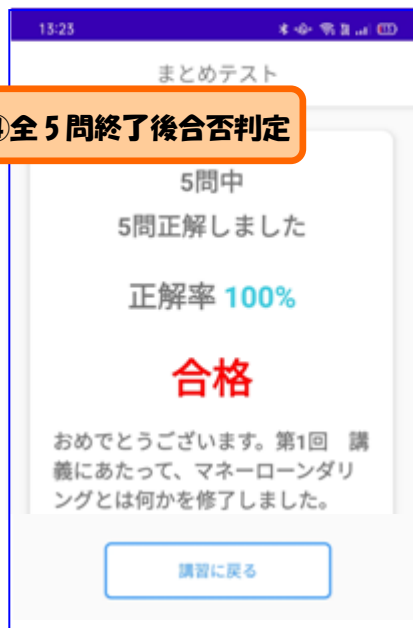 13:23
まとめテスト
④全5問終了後合否判定
5問中
5問正解しました
正解率 100%
合格
おめでとうございます。第1回　講
義にあたって、マネーローンダリ
ングとは何かを修了しました。
講習に戻る